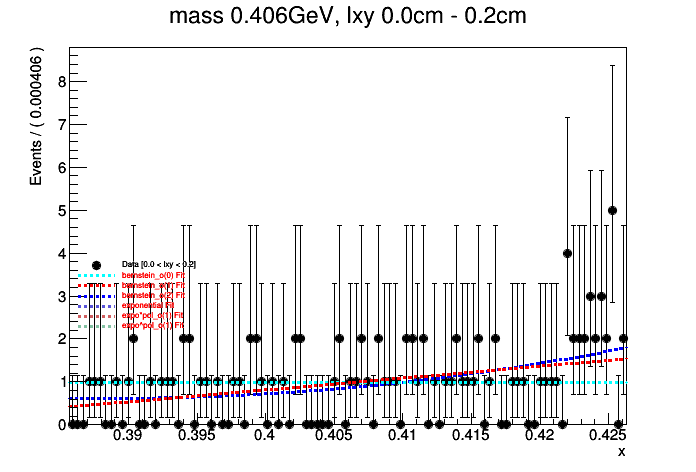 mass 0.406GeV, lxy 0.0cm - 0.2cm
Events / ( 0.000406 )
8
7
6
5
4
3
2
1
0
Data [0.0 < lxy < 0.2]
bernstein_o(0) Fit
bernstein_o(1) Fit
bernstein_o(2) Fit
exponential Fit
expo*pol_o(1) Fit
expo*pol_o(1) Fit
0.39
0.395
0.4
0.405
0.41
0.415
0.42
0.425
x